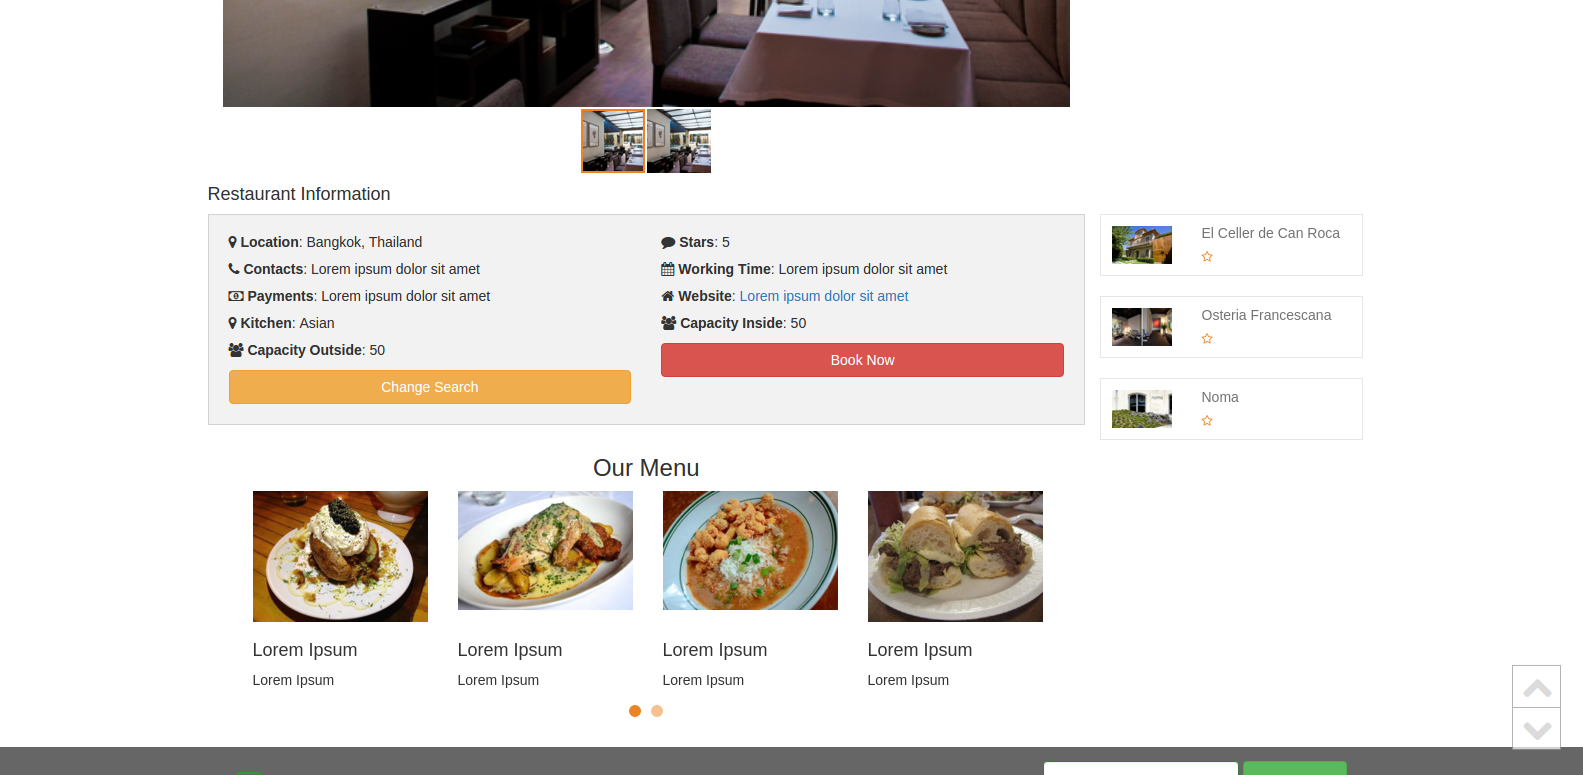 Restaurant Information
Location: Bangkok, Thailand
Contacts: Lorem ipsum dolor sit amet
Payments: Lorem ipsum dolor sit amet
Kitchen: Asian
Capacity Outside: 50
Change Search
Stars: 5
Working Time: Lorem ipsum dolor sit amet
Website: Lorem ipsum dolor sit amet
Capacity Inside: 50
Book Now
El Celler de Can Roca
Osteria Francescana
Noma
Our Menu
Lorem Ipsum
Lorem Ipsum
Lorem Ipsum
Lorem Ipsum
Lorem Ipsum
Lorem Ipsum
Lorem Ipsum
Lorem Ipsum